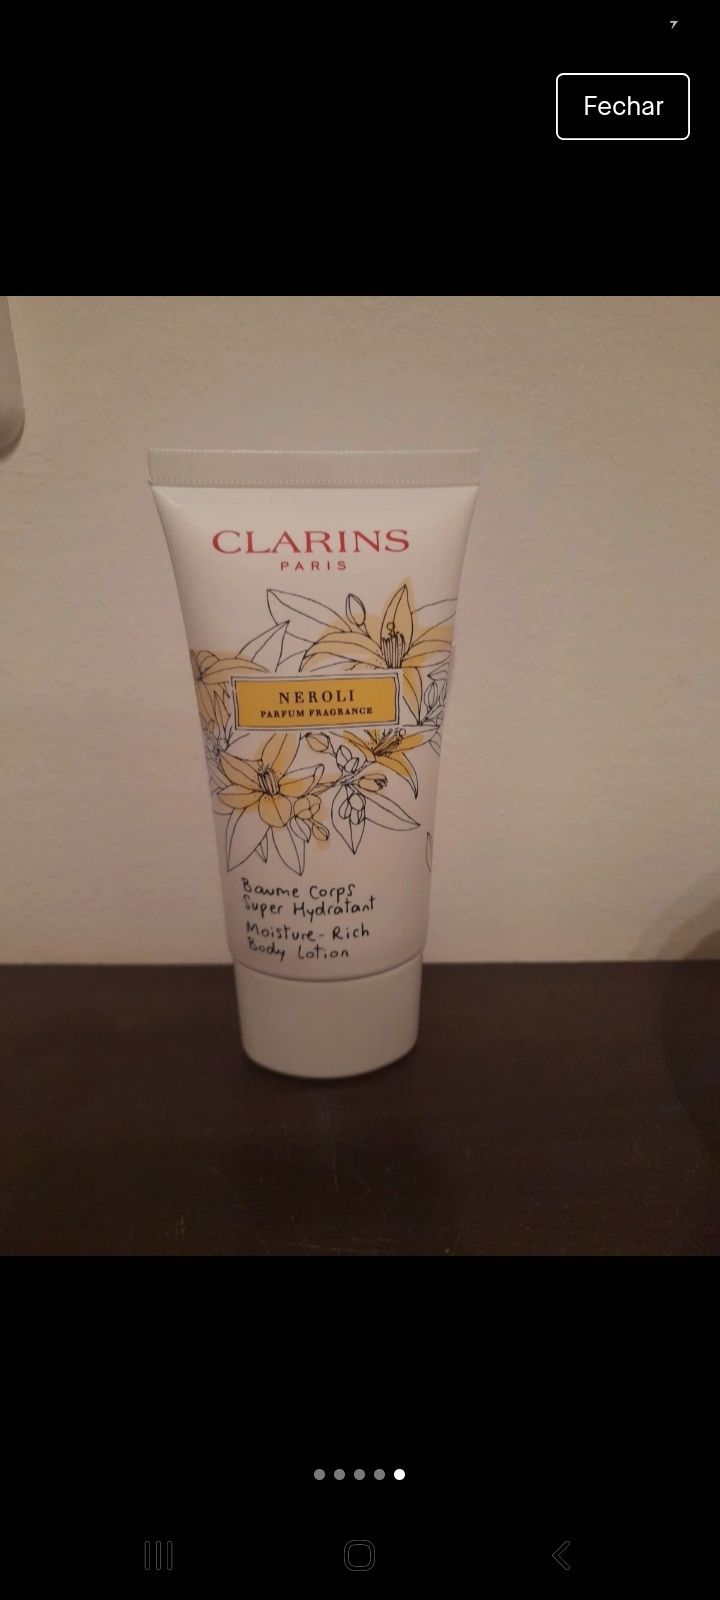 Fechar
CLARINS
PARIS
NEROLI
PARFUM FRAGRANCE
Baume Corps
Super Hydratant
Moisture-Rich
Body Lotion